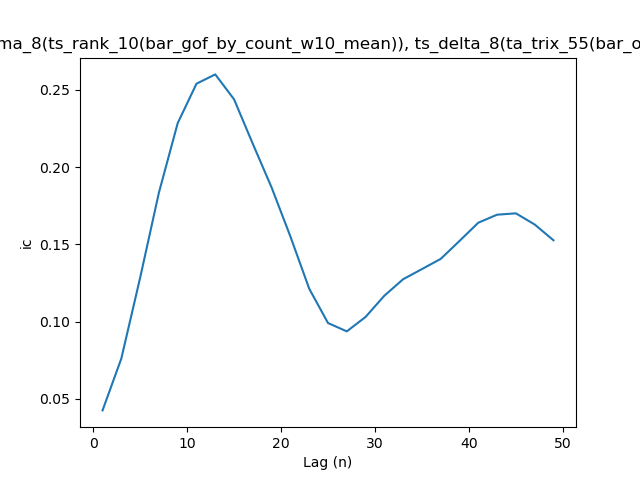 ma_8(ts_rank_10(bar_gof_by_count_w10_mean)), ts_delta_8(ta_trix_55(bar_o
0.25
0.20
0.15
0.10
0.05
ic
0 10 20 30 40 50
Lag (n)